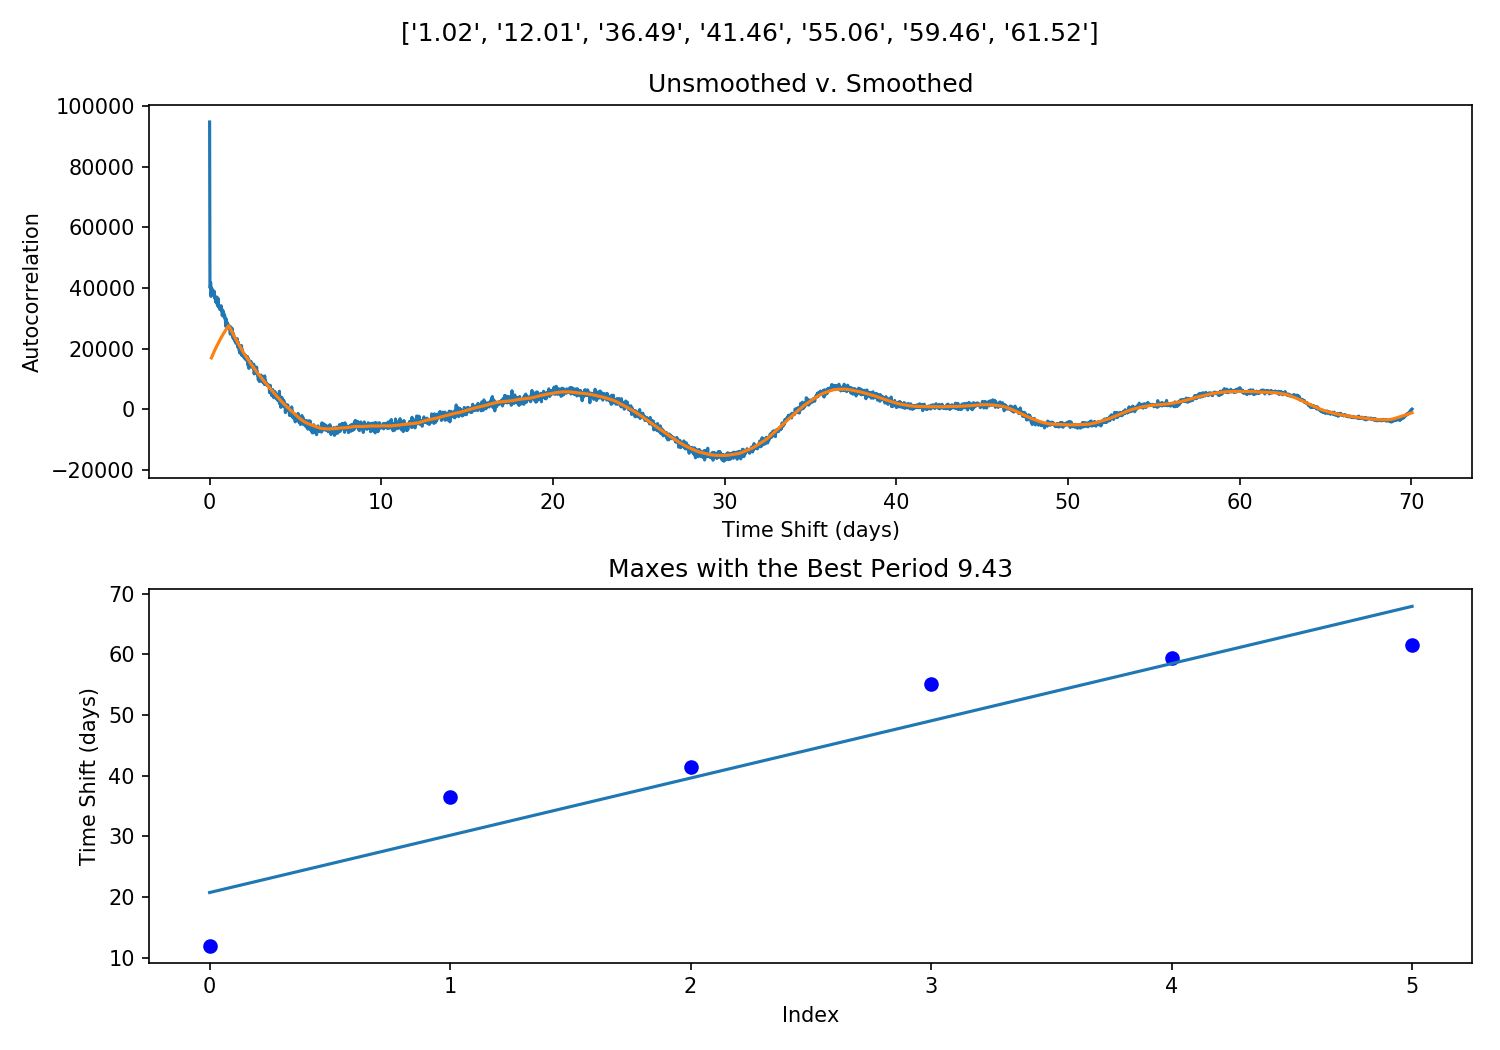 ['1.02', '12.01', '36.49', '41.46', '55.06', '59.46', '61.52']
Unsmoothed v. Smoothed
100000
80000
60000
40000
20000
0
−20000
Autocorrelation
0 10 20 30 40 50 60 70
Time Shift (days)
Maxes with the Best Period 9.43
70
60
50
40
30
20
10
Time Shift (days)
0 1 2 3 4 5
Index